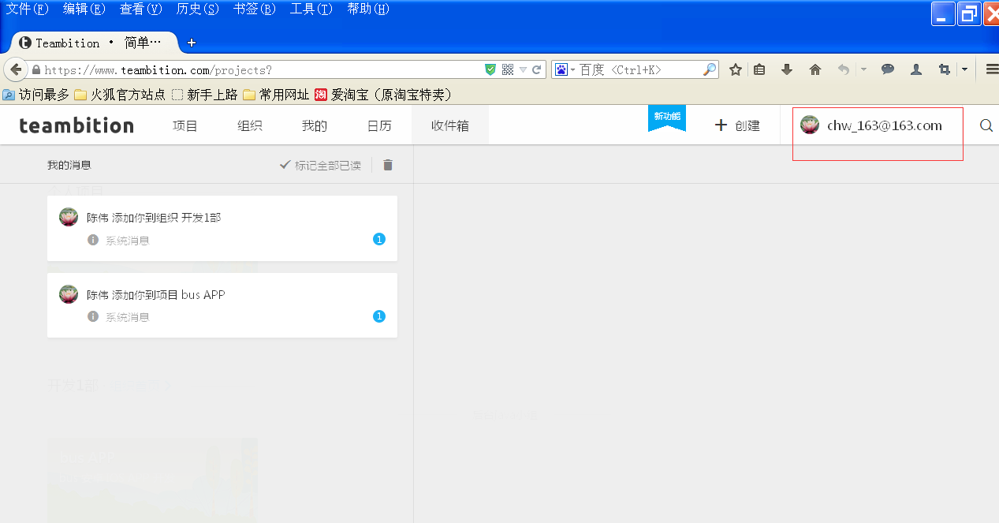 文件(F) 编辑(E) 查看(V) 历史(S) 书签(B) 工具(T) 帮助(H)
Teambition • 简单…
https://www.teambition.com/projects?
百度 <Ctrl+K>
访问最多 火狐官方站点 新手上路 常用网址 淘 爱淘宝（原淘宝特卖）
teambition 项目 组织 我的 日历 收件箱 新功能 + 创建 chw_163@163.com
我的消息 标记全部已读
个人项目
陈伟 添加你到组织 开发1部
系统消息 1
陈伟 添加你到项目 bus APP
系统消息 1
开发1部